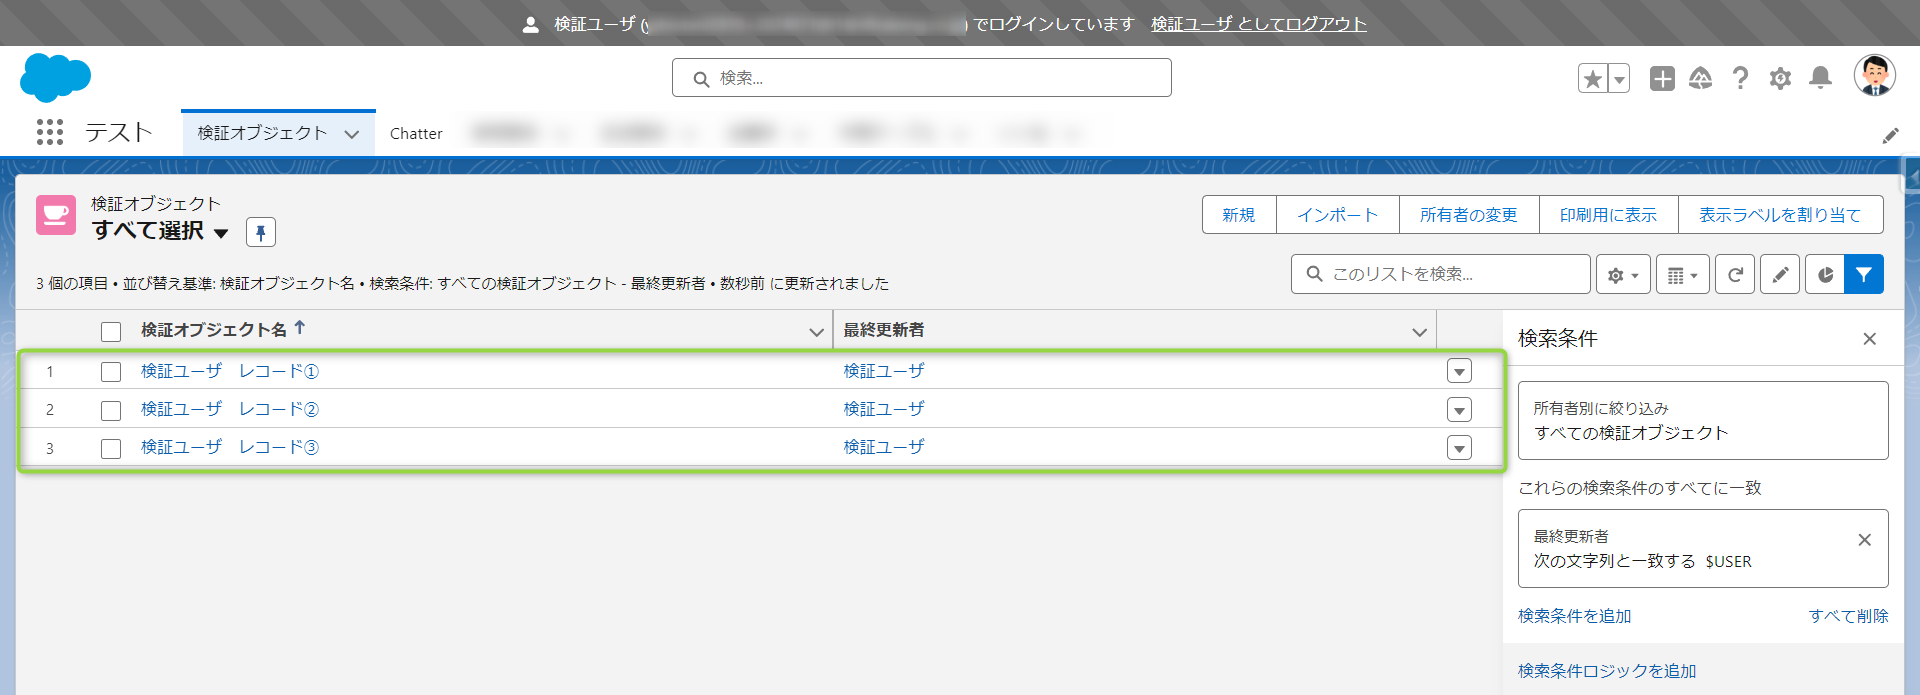 検証ユーザ (y ) でログインしています 検証ユーザ としてログアウト
検索...
テスト 検証オブジェクト Chatter
検証オブジェクト
すべて選択
新規 インポート 所有者の変更 印刷用に表示 表示ラベルを割り当て
3 個の項目 • 並び替え基準: 検証オブジェクト名 • 検索条件: すべての検証オブジェクト - 最終更新者 • 数秒前 に更新されました
このリストを検索...
検証オブジェクト名 ↑ 最終更新者
1 検証ユーザ　レコード① 検証ユーザ
2 検証ユーザ　レコード② 検証ユーザ
3 検証ユーザ　レコード③ 検証ユーザ
検索条件
所有者別に絞り込み
すべての検証オブジェクト
これらの検索条件のすべてに一致
最終更新者
次の文字列と一致する $USER
検索条件を追加 すべて削除
検索条件ロジックを追加